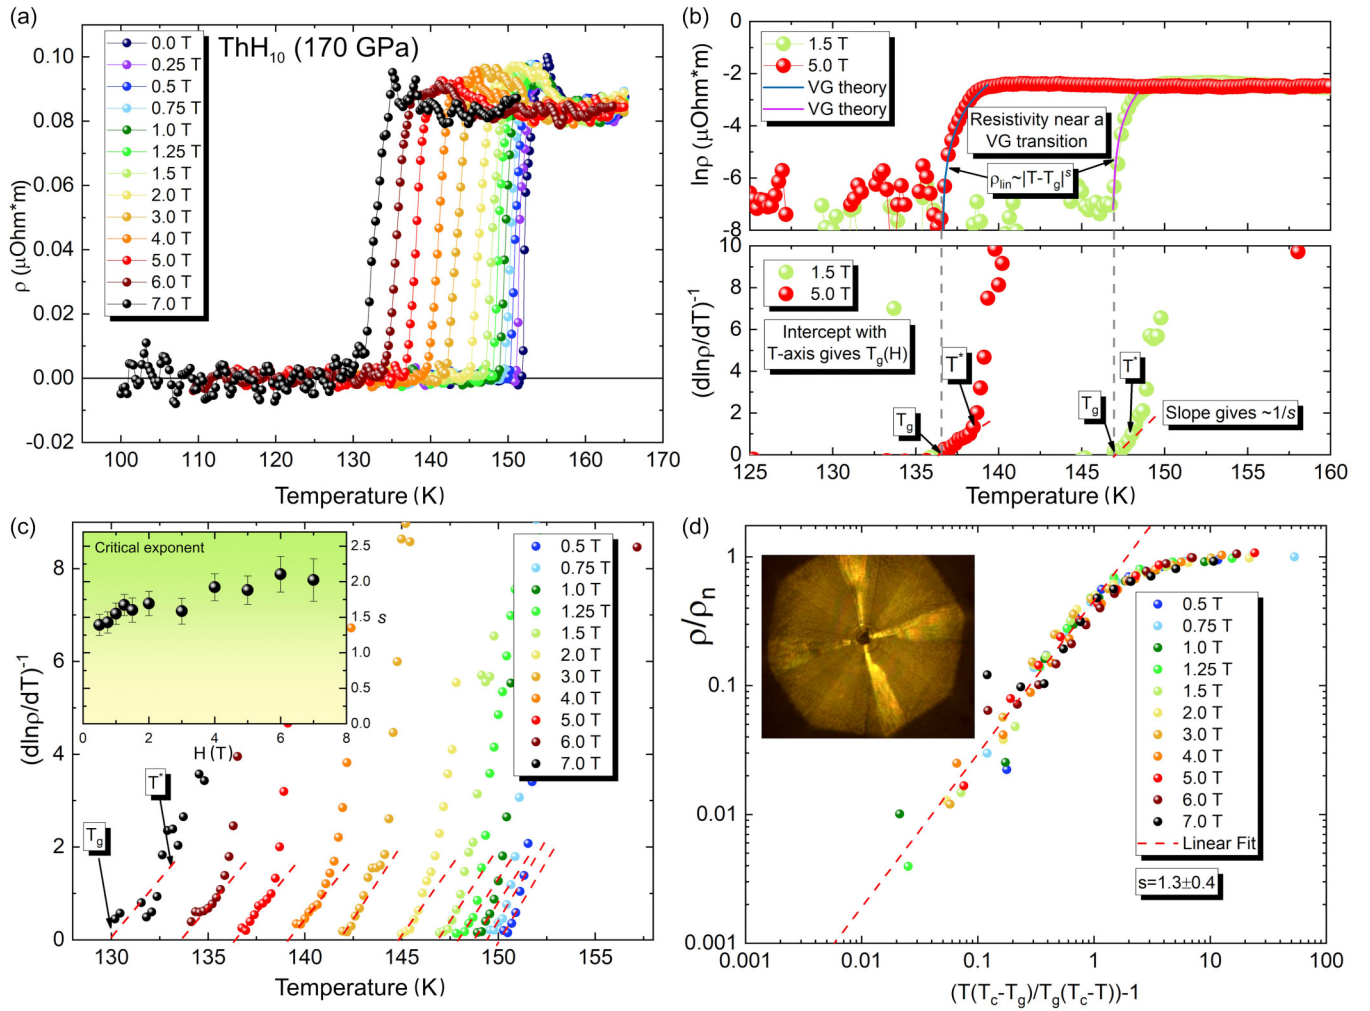 (a)
ThH10 (170 GPa)
0.0 T
0.25 T
0.5 T
0.75 T
1.0 T
1.25 T
1.5 T
2.0 T
3.0 T
4.0 T
5.0 T
6.0 T
7.0 T
0.10
0.08
0.06
0.04
0.02
0.00
-0.02
ρ (μOhm*m)
100 110 120 130 140 150 160 170
Temperature (K)
(b)
0
-2
-4
-6
-8
lnρ (μOhm*m)
1.5 T
5.0 T
VG theory
VG theory
Resistivity near a
VG transition
ρlin~|T-Tg|s
10
8
6
4
2
0
(dlnρ/dT)-1
1.5 T
5.0 T
Intercept with
T-axis gives Tg(H)
T*
Tg
T*
Tg
Slope gives ~1/s
125 130 135 140 145 150 155 160
Temperature (K)
(c)
8
6
4
2
0
(dlnρ/dT)-1
Critical exponent
2.5
2.0
1.5
1.0
0.5
0.0
s
0 2 4 6 8
H (T)
T*
Tg
0.5 T
0.75 T
1.0 T
1.25 T
1.5 T
2.0 T
3.0 T
4.0 T
5.0 T
6.0 T
7.0 T
130 135 140 145 150 155
Temperature (K)
(d)
1
0.1
0.01
0.001
ρ/ρn
0.5 T
0.75 T
1.0 T
1.25 T
1.5 T
2.0 T
3.0 T
4.0 T
5.0 T
6.0 T
7.0 T
Linear Fit
s=1.3±0.4
0.001 0.01 0.1 1 10 100
(T(Tc-Tg)/Tg(Tc-T))-1